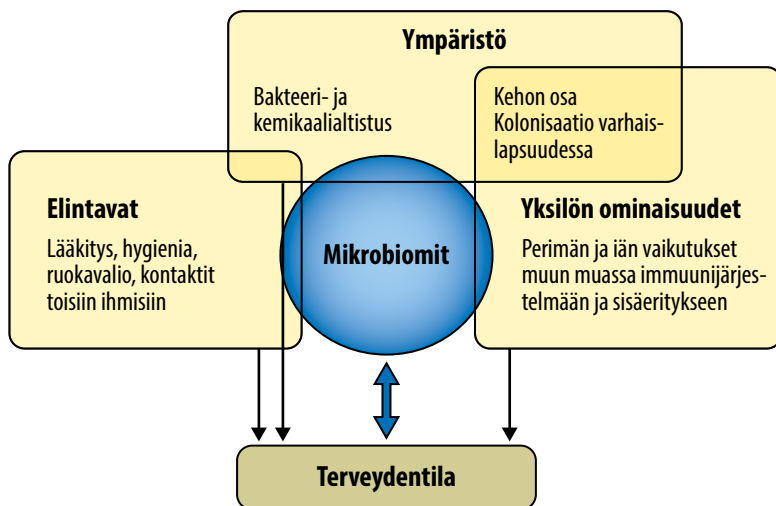 Ympäristö
Bakteeri- ja
kemikaalialtistus
Kehon osa
Kolonisaatio varhais-
lapsuudessa
Elintavat
Lääkitys, hygienia,
ruokavalio, kontaktit
toisiin ihmisiin
Mikrobiomit
Yksilön ominaisuudet
Perimän ja iän vaikutukset
muun muassa immuunijärjes-
telmään ja sisäeritykseen
Terveydentila